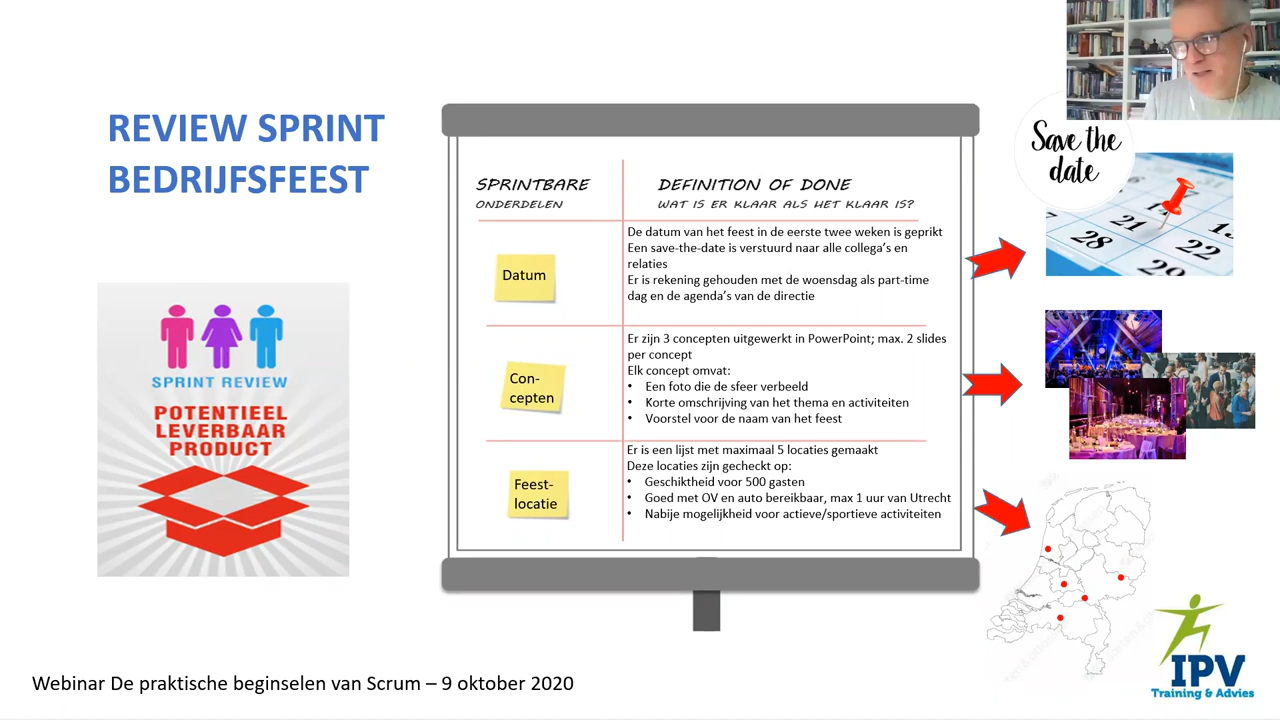 REVIEW SPRINT
BEDRIJFSFEEST
SPRINT REVIEW
POTENTIEEL
LEVERBAAR
PRODUCT
SPRINTBARE
ONDERDELEN
DEFINITION OF DONE
WAT IS ER KLAAR ALS HET KLAAR IS?
Datum
De datum van het feest in de eerste twee weken is geprikt
Een save-the-date is verstuurd naar alle collega's en
relaties
Er is rekening gehouden met de woensdag als part-time
dag en de agenda's van de directie
Con-
cepten
Er zijn 3 concepten uitgewerkt in PowerPoint; max. 2 slides
per concept
Elk concept omvat:
• Een foto die de sfeer verbeeld
• Korte omschrijving van het thema en activiteiten
• Voorstel voor de naam van het feest
Feest-
locatie
Er is een lijst met maximaal 5 locaties gemaakt
Deze locaties zijn gecheckt op:
• Geschiktheid voor 500 gasten
• Goed met OV en auto bereikbaar, max 1 uur van Utrecht
• Nabije mogelijkheid voor actieve/sportieve activiteiten
Save the
date
14
21
22
28
29
IPV
Training & Advies
Webinar De praktische beginselen van Scrum – 9 oktober 2020